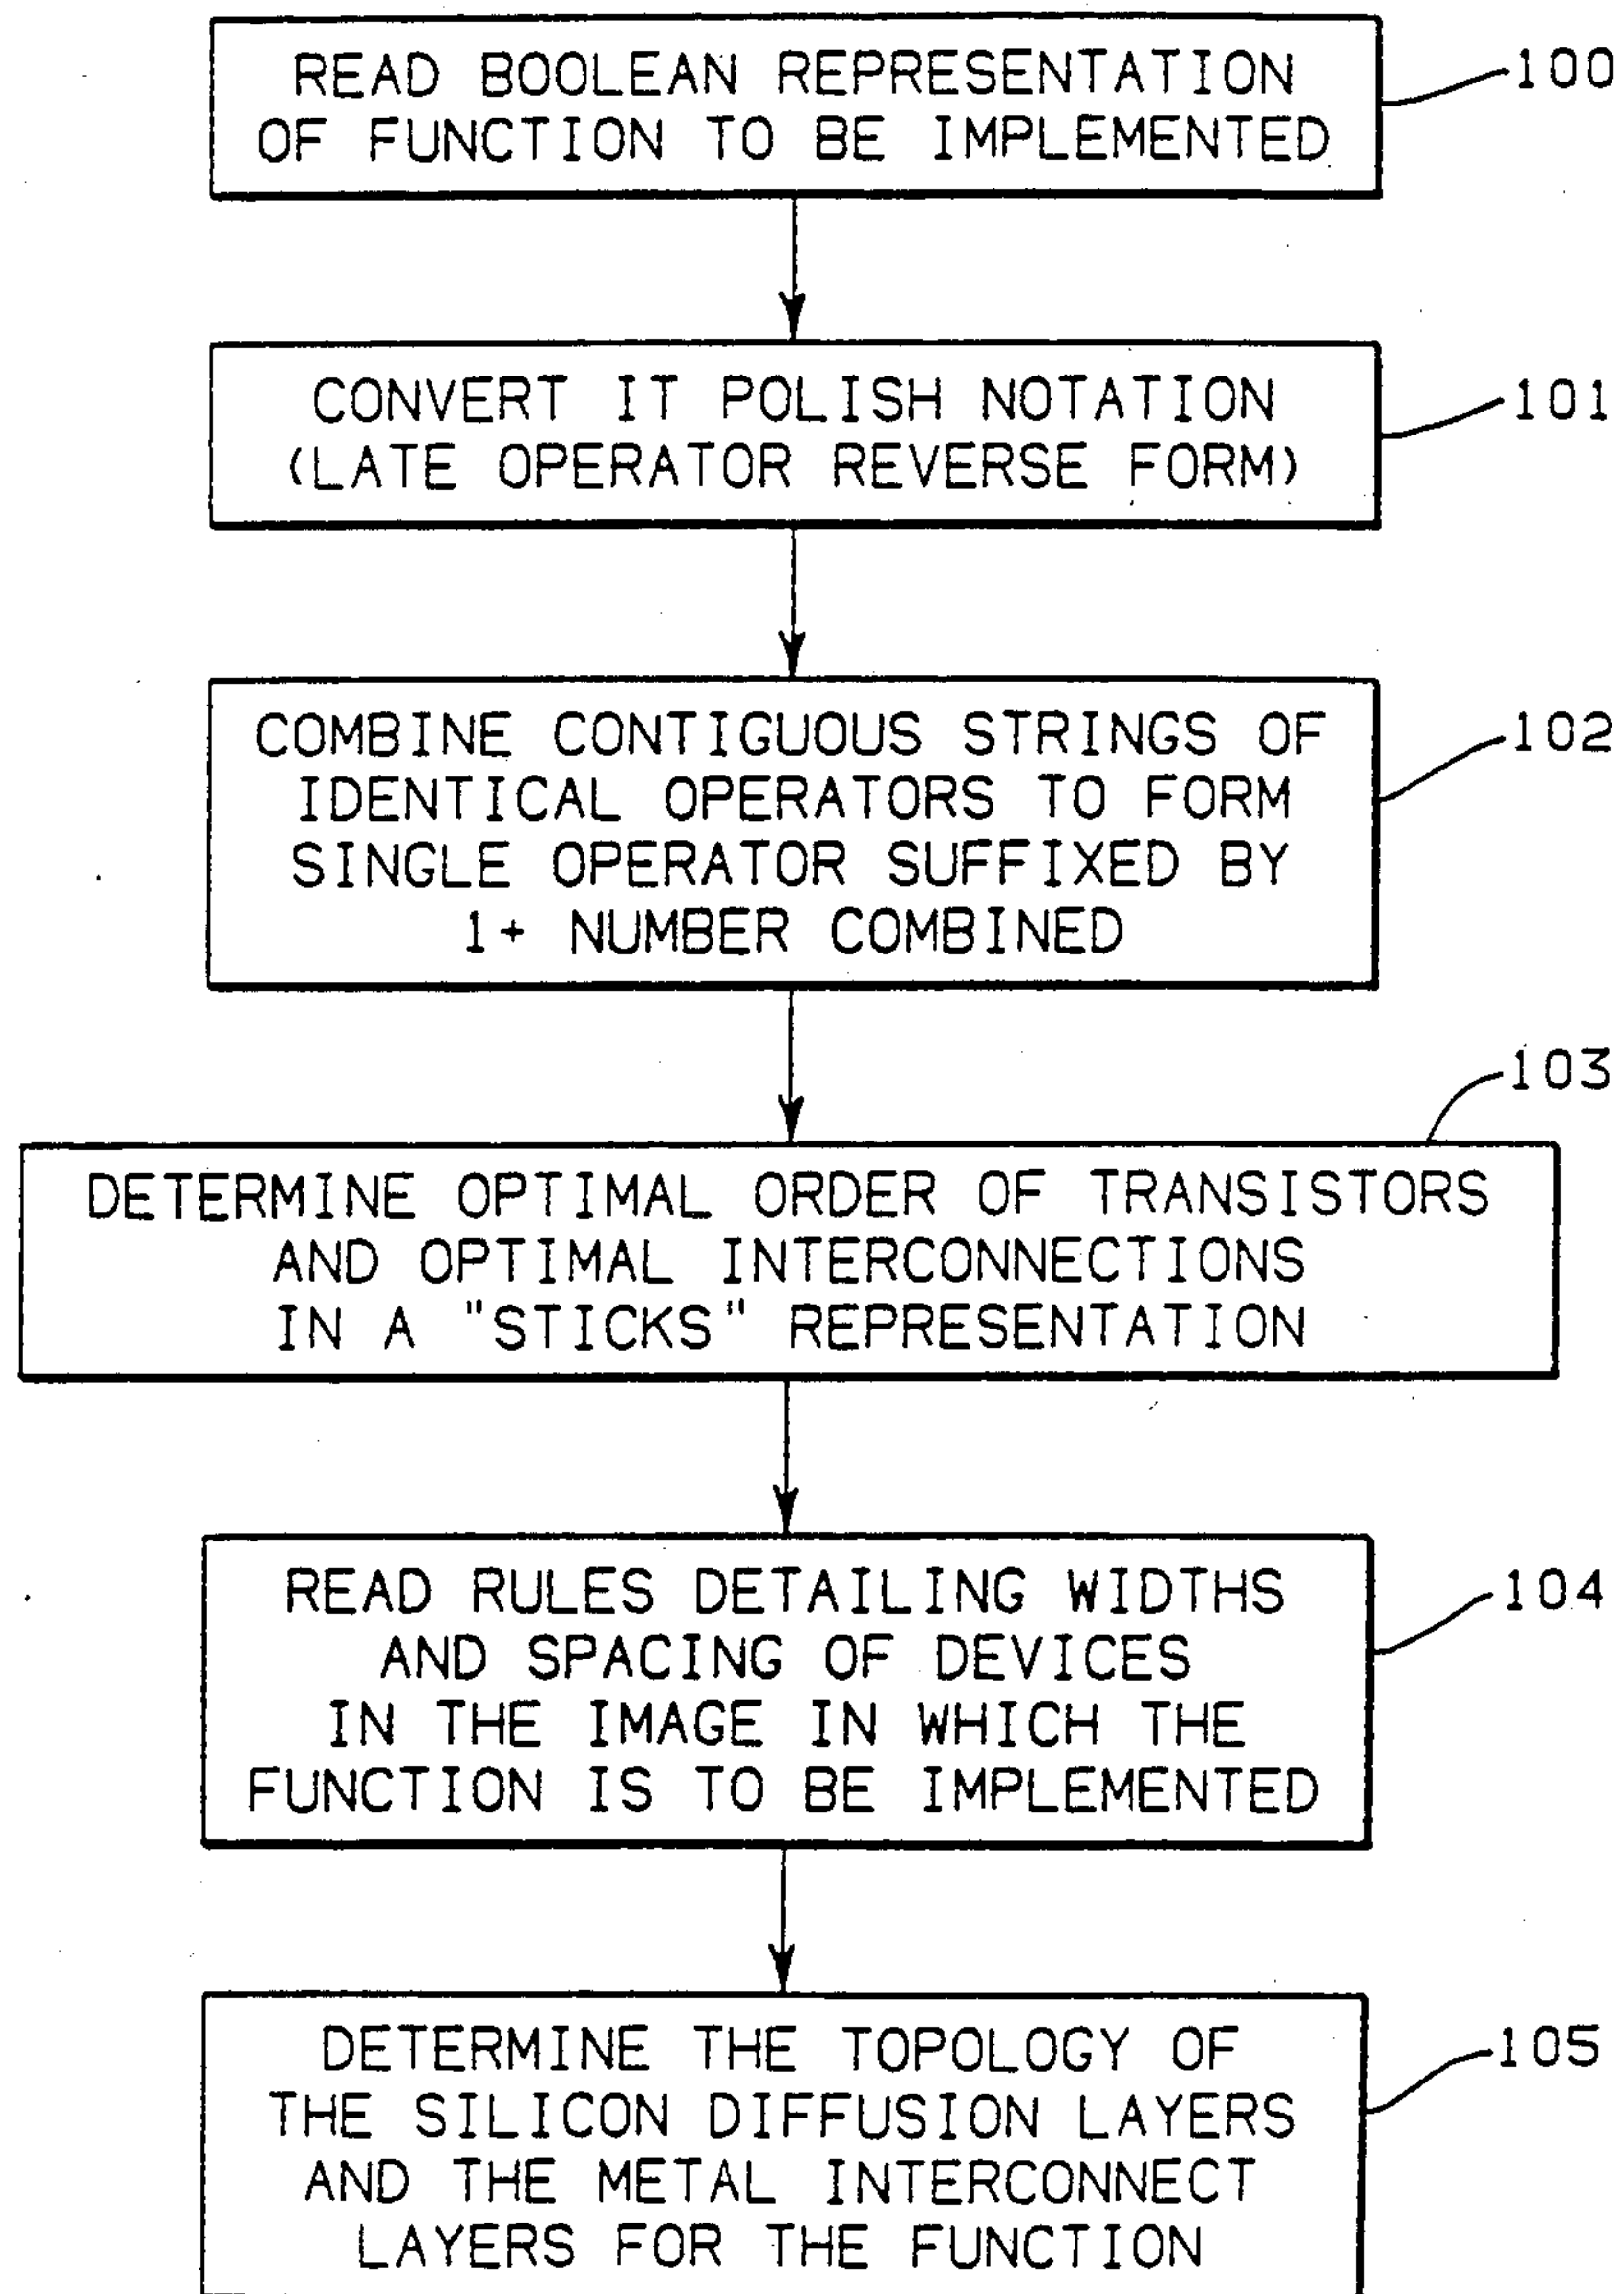 READ BOOLEAN REPRESENTATION
OF FUNCTION TO BE IMPLEMENTED
100
CONVERT IT POLISH NOTATION
(LATE OPERATOR REVERSE FORM)
101
COMBINE CONTIGUOUS STRINGS OF
IDENTICAL OPERATORS TO FORM
SINGLE OPERATOR SUFFIXED BY
1+ NUMBER COMBINED
102
103
DETERMINE OPTIMAL ORDER OF TRANSISTORS
AND OPTIMAL INTERCONNECTIONS
IN A "STICKS" REPRESENTATION
READ RULES DETAILING WIDTHS
AND SPACING OF DEVICES
IN THE IMAGE IN WHICH THE
FUNCTION IS TO BE IMPLEMENTED
104
DETERMINE THE TOPOLOGY OF
THE SILICON DIFFUSION LAYERS
AND THE METAL INTERCONNECT
LAYERS FOR THE FUNCTION
105